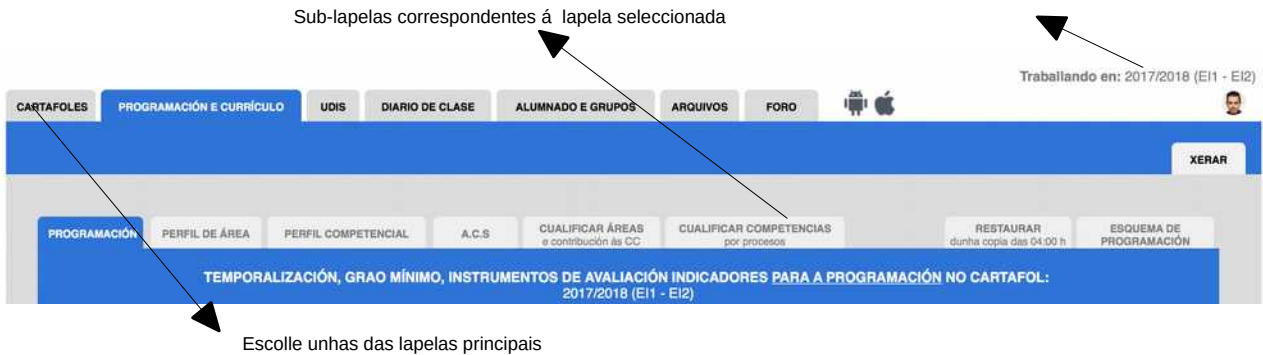 Sub-lapelas correspondentes á lapela seleccionada
Traballando en: 2017/2018 (EI1 - EI2)
CARTAFOLES PROGRAMACIÓN E CURRÍCULO UDIS DIARIO DE CLASE ALUMNADO E GRUPOS ARQUIVOS FORO
XERAR
PROGRAMACIÓN PERFIL DE ÁREA PERFIL COMPETENCIAL A.C.S CUALIFICAR ÁREAS CUALIFICAR COMPETENCIAS RESTAURAR ESQUEMA DE
e contribución ás CC por procesos dunha copia das 04:00 h PROGRAMACIÓN
TEMPORALIZACIÓN, GRAO MÍNIMO, INSTRUMENTOS DE AVALIACIÓN INDICADORES PARA A PROGRAMACIÓN NO CARTAFOL:
2017/2018 (EI1 - EI2)
Escolle unhas das lapelas principais